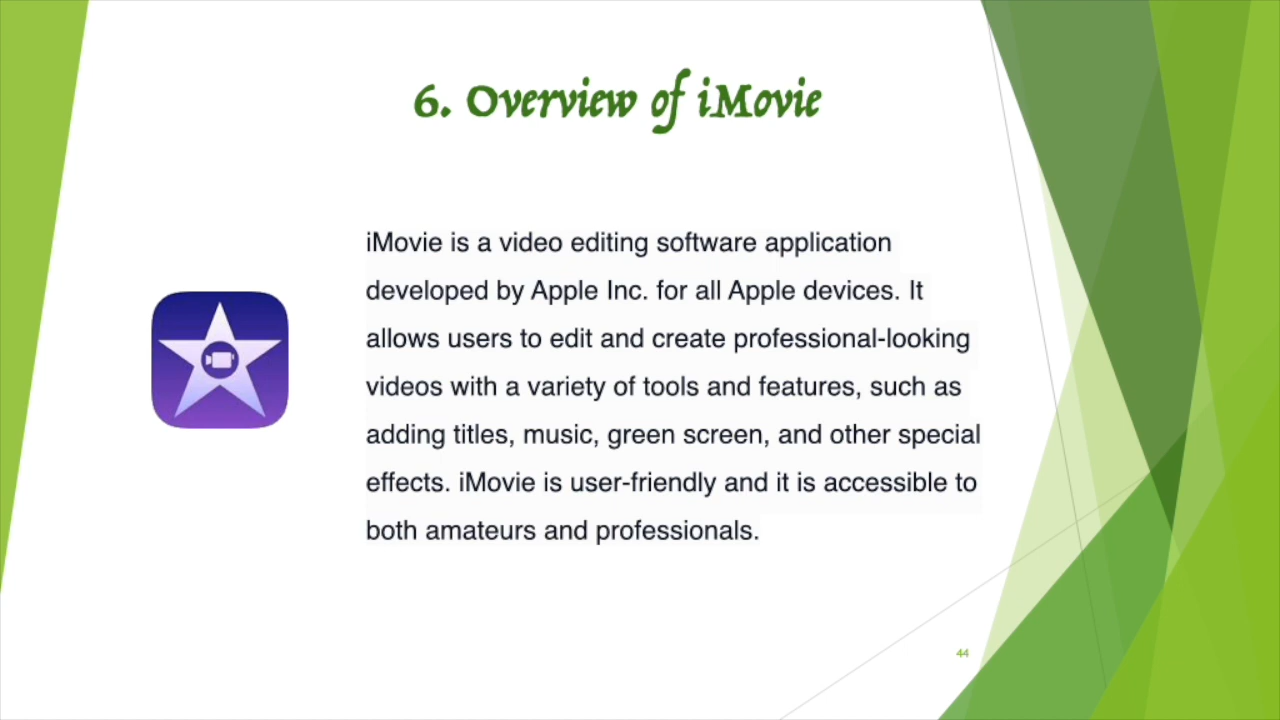 6. Overview of iMovie
iMovie is a video editing software application
developed by Apple Inc. for all Apple devices. It
allows users to edit and create professional-looking
videos with a variety of tools and features, such as
adding titles, music, green screen, and other special
effects. iMovie is user-friendly and it is accessible to
both amateurs and professionals.
44